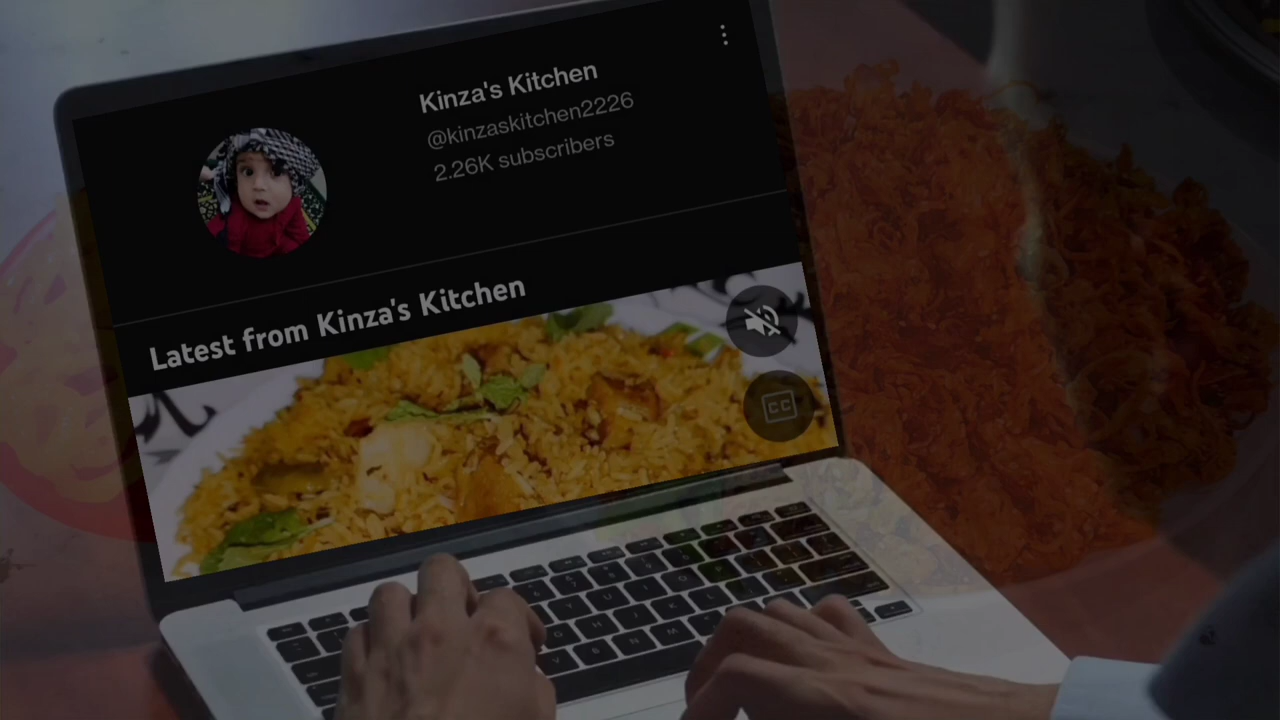 Kinza's Kitchen
@kinzaskitchen2226
2.26K subscribers
Latest from Kinza's Kitchen
CC